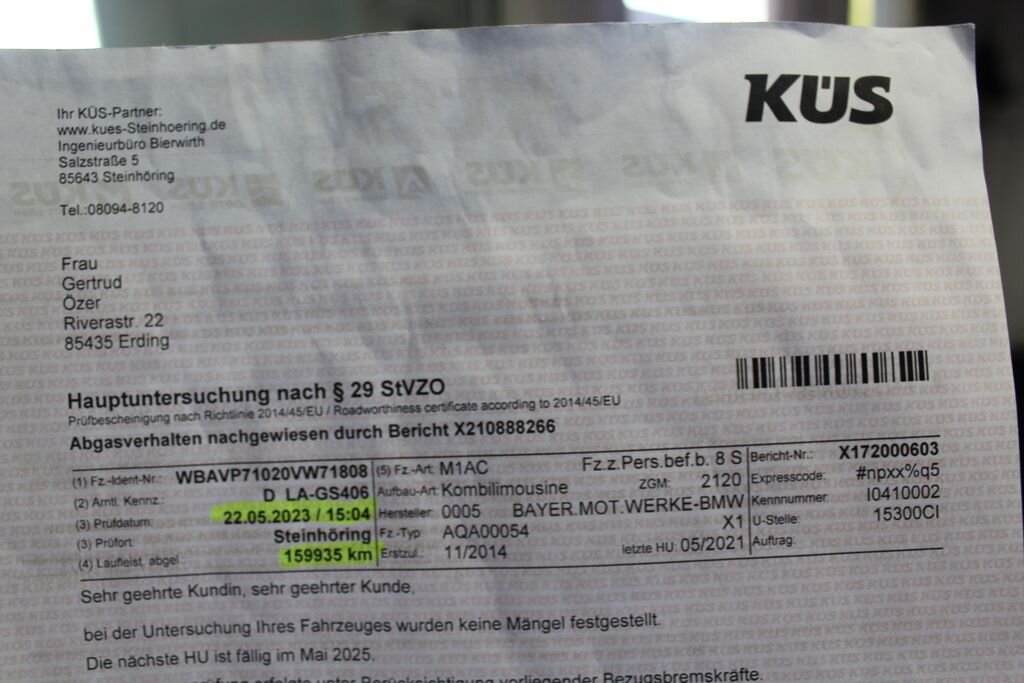 KÜS
Ihr KÜS-Partner:
www.kues-Steinhoering.de
Ingenieurbüro Bierwirth
Salzstraße 5
85643 Steinhöring
Tel.:08094-8120
Frau
Gertrud
Özer
Riverastr. 22
85435 Erding
Hauptuntersuchung nach § 29 StVZO
Prüfbescheinigung nach Richtlinie 2014/45/EU / Roadworthiness certificate according to 2014/45/EU
Abgasverhalten nachgewiesen durch Bericht X210888266
(1) Fz.-Ident-Nr.: WBAVP71020VW71808
(2) Amtl. Kennz.: D LA-GS406
(3) Prüfdatum: 22.05.2023 / 15:04
(3) Prüfort: Steinhöring
(4) Laufleist. abgel.: 159935 km
(5) Fz.-Art: M1AC Fz.z.Pers.bef.b. 8 S
Aufbau-Art: Kombilimousine ZGM: 2120
Hersteller: 0005 BAYER.MOT.WERKE-BMW
Fz.-Typ: AQA00054 X1
Erstzul.: 11/2014 letzte HU: 05/2021
Bericht-Nr.: X172000603
Expresscode: #npxx%q5
Kennnummer: I0410002
U-Stelle: 15300CI
Auftrag:
Sehr geehrte Kundin, sehr geehrter Kunde,
bei der Untersuchung Ihres Fahrzeuges wurden keine Mängel festgestellt.
Die nächste HU ist fällig im Mai 2025.
erfolgte unter Berücksichtigung vorliegender Bezugsbremskräfte.